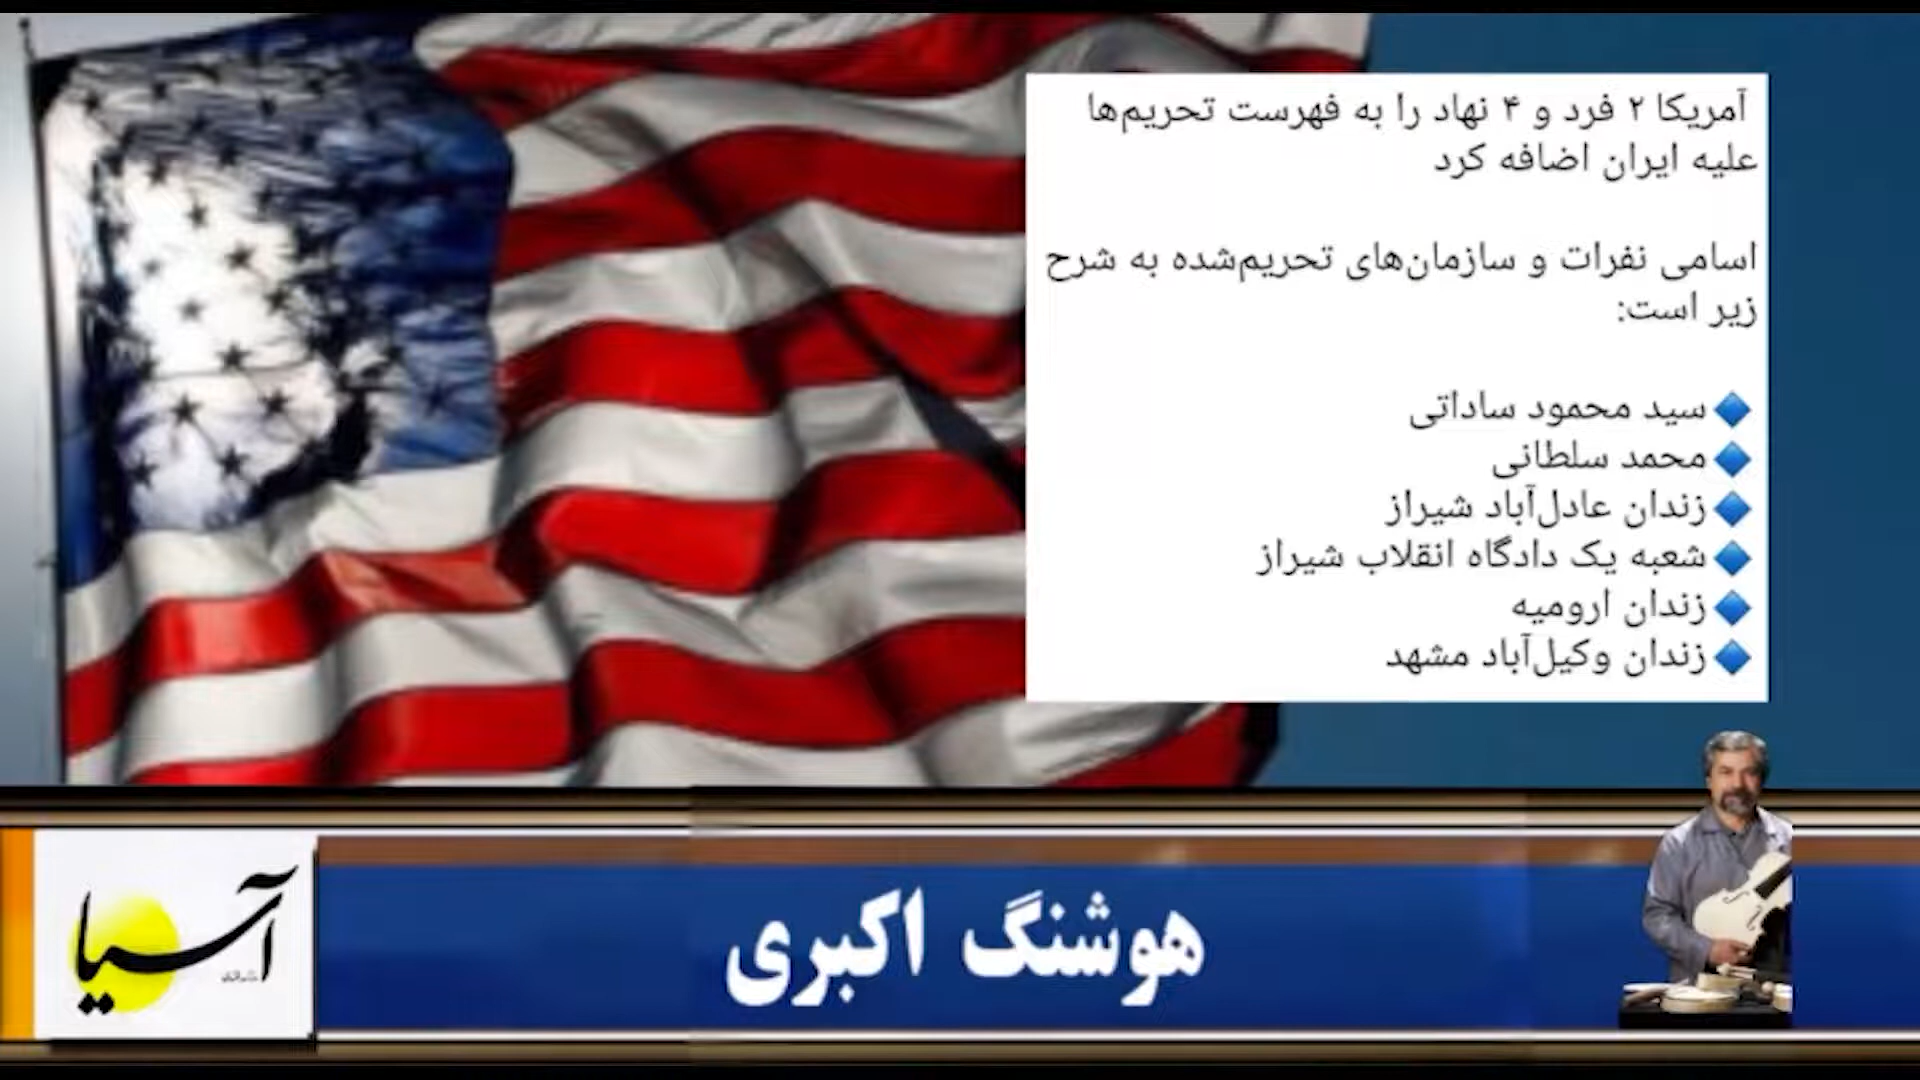 آمریکا ۲ فرد و ۴ نهاد را به فهرست تحریم‌ها
علیه ایران اضافه کرد
اسامی نفرات و سازمان‌های تحریم‌شده به شرح
زیر است:
سید محمود ساداتی
محمد سلطانی
زندان عادل‌آباد شیراز
شعبه یک دادگاه انقلاب شیراز
زندان ارومیه
زندان وکیل‌آباد مشهد
آسیا
هوشنگ اکبری